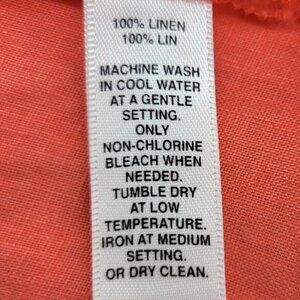 100% LINEN
100% LIN
MACHINE WASH
IN COOL WATER
AT A GENTLE
SETTING.
ONLY
NON-CHLORINE
BLEACH WHEN
NEEDED.
TUMBLE DRY
AT LOW
TEMPERATURE.
IRON AT MEDIUM
SETTING.
OR DRY CLEAN.